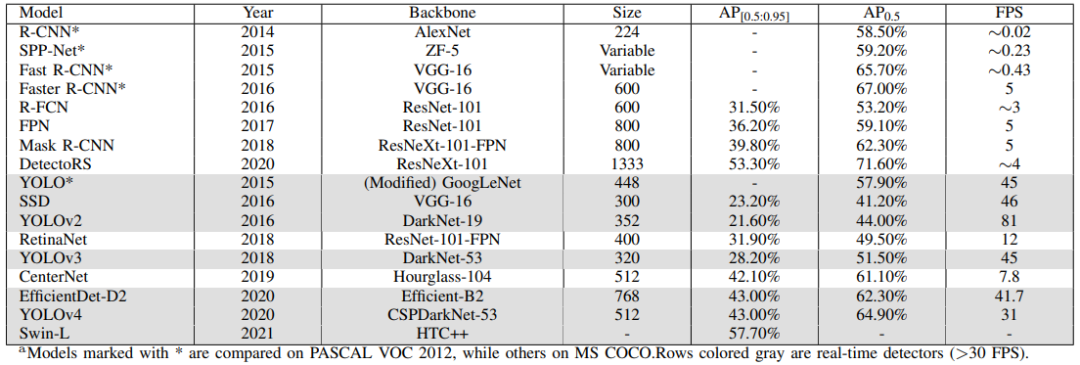 Model Year Backbone Size AP[0.5:0.95] AP0.5 FPS
R-CNN* 2014 AlexNet 224 - 58.50% ~0.02
SPP-Net* 2015 ZF-5 Variable - 59.20% ~0.23
Fast R-CNN* 2015 VGG-16 Variable - 65.70% ~0.43
Faster R-CNN* 2016 VGG-16 600 - 67.00% 5
R-FCN 2016 ResNet-101 600 31.50% 53.20% ~3
FPN 2017 ResNet-101 800 36.20% 59.10% 5
Mask R-CNN 2018 ResNeXt-101-FPN 800 39.80% 62.30% 5
DetectoRS 2020 ResNeXt-101 1333 53.30% 71.60% ~4
YOLO* 2015 (Modified) GoogLeNet 448 - 57.90% 45
SSD 2016 VGG-16 300 23.20% 41.20% 46
YOLOv2 2016 DarkNet-19 352 21.60% 44.00% 81
RetinaNet 2018 ResNet-101-FPN 400 31.90% 49.50% 12
YOLOv3 2018 DarkNet-53 320 28.20% 51.50% 45
CenterNet 2019 Hourglass-104 512 42.10% 61.10% 7.8
EfficientDet-D2 2020 Efficient-B2 768 43.00% 62.30% 41.7
YOLOv4 2020 CSPDarkNet-53 512 43.00% 64.90% 31
Swin-L 2021 HTC++ - 57.70% - -
aModels marked with * are compared on PASCAL VOC 2012, while others on MS COCO.Rows colored gray are real-time detectors (>30 FPS).